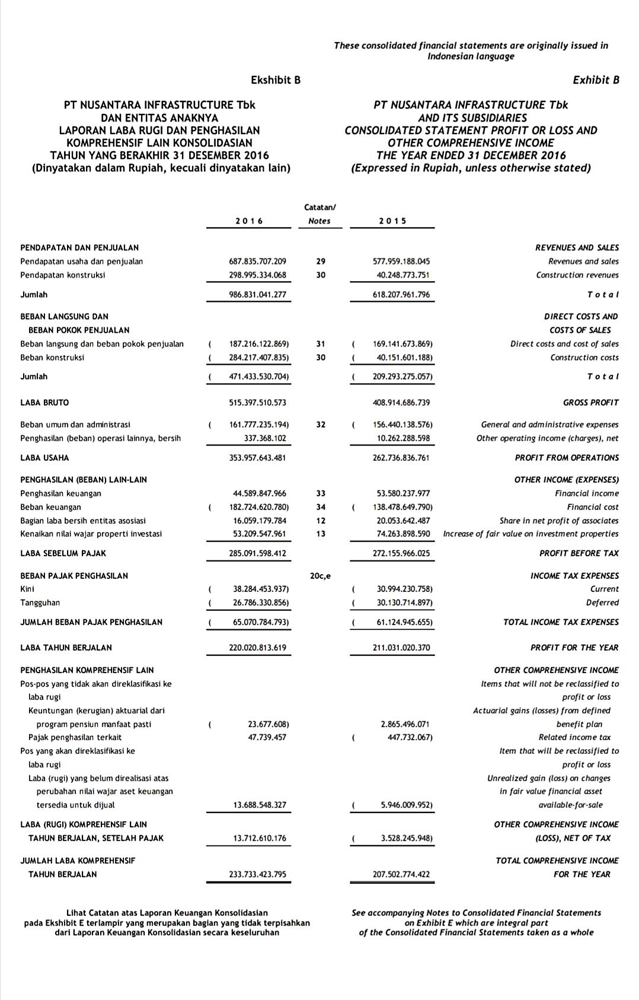 These consolidated financial statements are originally issued in
Indonesian language
Ekshibit B Exhibit B
PT NUSANTARA INFRASTRUCTURE Tbk PT NUSANTARA INFRASTRUCTURE Tbk
DAN ENTITAS ANAKNYA AND ITS SUBSIDIARIES
LAPORAN LABA RUGI DAN PENGHASILAN CONSOLIDATED STATEMENT PROFIT OR LOSS AND
KOMPREHENSIF LAIN KONSOLIDASIAN OTHER COMPREHENSIVE INCOME
TAHUN YANG BERAKHIR 31 DESEMBER 2016 THE YEAR ENDED 31 DECEMBER 2016
(Dinyatakan dalam Rupiah, kecuali dinyatakan lain) (Expressed in Rupiah, unless otherwise stated)
Catatan/
2 0 1 6 Notes 2 0 1 5
PENDAPATAN DAN PENJUALAN REVENUES AND SALES
Pendapatan usaha dan penjualan 687.835.707.209 29 577.959.188.045 Revenues and sales
Pendapatan konstruksi 298.995.334.068 30 40.248.773.751 Construction revenues
Jumlah 986.831.041.277 618.207.961.796 T o t a l
BEBAN LANGSUNG DAN DIRECT COSTS AND
BEBAN POKOK PENJUALAN COSTS OF SALES
Beban langsung dan beban pokok penjualan ( 187.216.122.869) 31 ( 169.141.673.869) Direct costs and cost of sales
Beban konstruksi ( 284.217.407.835) 30 ( 40.151.601.188) Construction costs
Jumlah ( 471.433.530.704) ( 209.293.275.057) T o t a l
LABA BRUTO 515.397.510.573 408.914.686.739 GROSS PROFIT
Beban umum dan administrasi ( 161.777.235.194) 32 ( 156.440.138.576) General and administrative expenses
Penghasilan (beban) operasi lainnya, bersih 337.368.102 10.262.288.598 Other operating income (charges), net
LABA USAHA 353.957.643.481 262.736.836.761 PROFIT FROM OPERATIONS
PENGHASILAN (BEBAN) LAIN-LAIN OTHER INCOME (EXPENSES)
Penghasilan keuangan 44.589.847.966 33 53.580.237.977 Financial income
Beban keuangan ( 182.724.620.780) 34 ( 138.478.649.790) Financial cost
Bagian laba bersih entitas asosiasi 16.059.179.784 12 20.053.642.487 Share in net profit of associates
Kenaikan nilai wajar properti investasi 53.209.547.961 13 74.263.898.590 Increase of fair value on investment properties
LABA SEBELUM PAJAK 285.091.598.412 272.155.966.025 PROFIT BEFORE TAX
BEBAN PAJAK PENGHASILAN 20c,e INCOME TAX EXPENSES
Kini ( 38.284.453.937) ( 30.994.230.758) Current
Tangguhan ( 26.786.330.856) ( 30.130.714.897) Deferred
JUMLAH BEBAN PAJAK PENGHASILAN ( 65.070.784.793) ( 61.124.945.655) TOTAL INCOME TAX EXPENSES
LABA TAHUN BERJALAN 220.020.813.619 211.031.020.370 PROFIT FOR THE YEAR
PENGHASILAN KOMPREHENSIF LAIN OTHER COMPREHENSIVE INCOME
Pos-pos yang tidak akan direklasifikasi ke Items that will not be reclassified to
laba rugi profit or loss
Keuntungan (kerugian) aktuarial dari Actuarial gains (losses) from defined
program pensiun manfaat pasti ( 23.677.608) 2.865.496.071 benefit plan
Pajak penghasilan terkait 47.739.457 ( 447.732.067) Related income tax
Pos yang akan direklasifikasi ke Item that will be reclassified to
laba rugi profit or loss
Laba (rugi) yang belum direalisasi atas Unrealized gain (loss) on changes
perubahan nilai wajar aset keuangan in fair value financial asset
tersedia untuk dijual 13.688.548.327 ( 5.946.009.952) available-for-sale
LABA (RUGI) KOMPREHENSIF LAIN OTHER COMPREHENSIVE INCOME
TAHUN BERJALAN, SETELAH PAJAK 13.712.610.176 ( 3.528.245.948) (LOSS), NET OF TAX
JUMLAH LABA KOMPREHENSIF TOTAL COMPREHENSIVE INCOME
TAHUN BERJALAN 233.733.423.795 207.502.774.422 FOR THE YEAR
Lihat Catatan atas Laporan Keuangan Konsolidasian See accompanying Notes to Consolidated Financial Statements
pada Ekshibit E terlampir yang merupakan bagian yang tidak terpisahkan on Exhibit E which are integral part
dari Laporan Keuangan Konsolidasian secara keseluruhan of the Consolidated Financial Statements taken as a whole